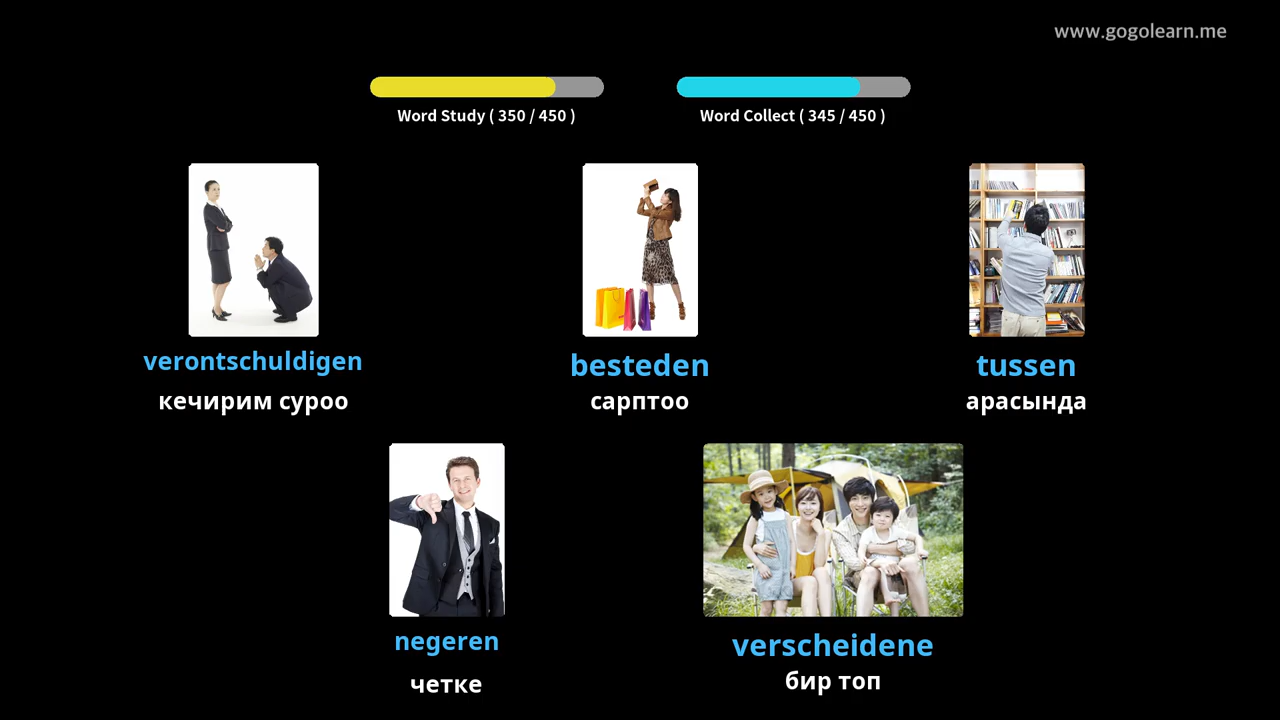 www.gogolearn.me
Word Study ( 350 / 450 )
Word Collect ( 345 / 450 )
verontschuldigen
кечирим суроо
besteden
сарптоо
tussen
арасында
negeren
четке
verscheidene
бир топ